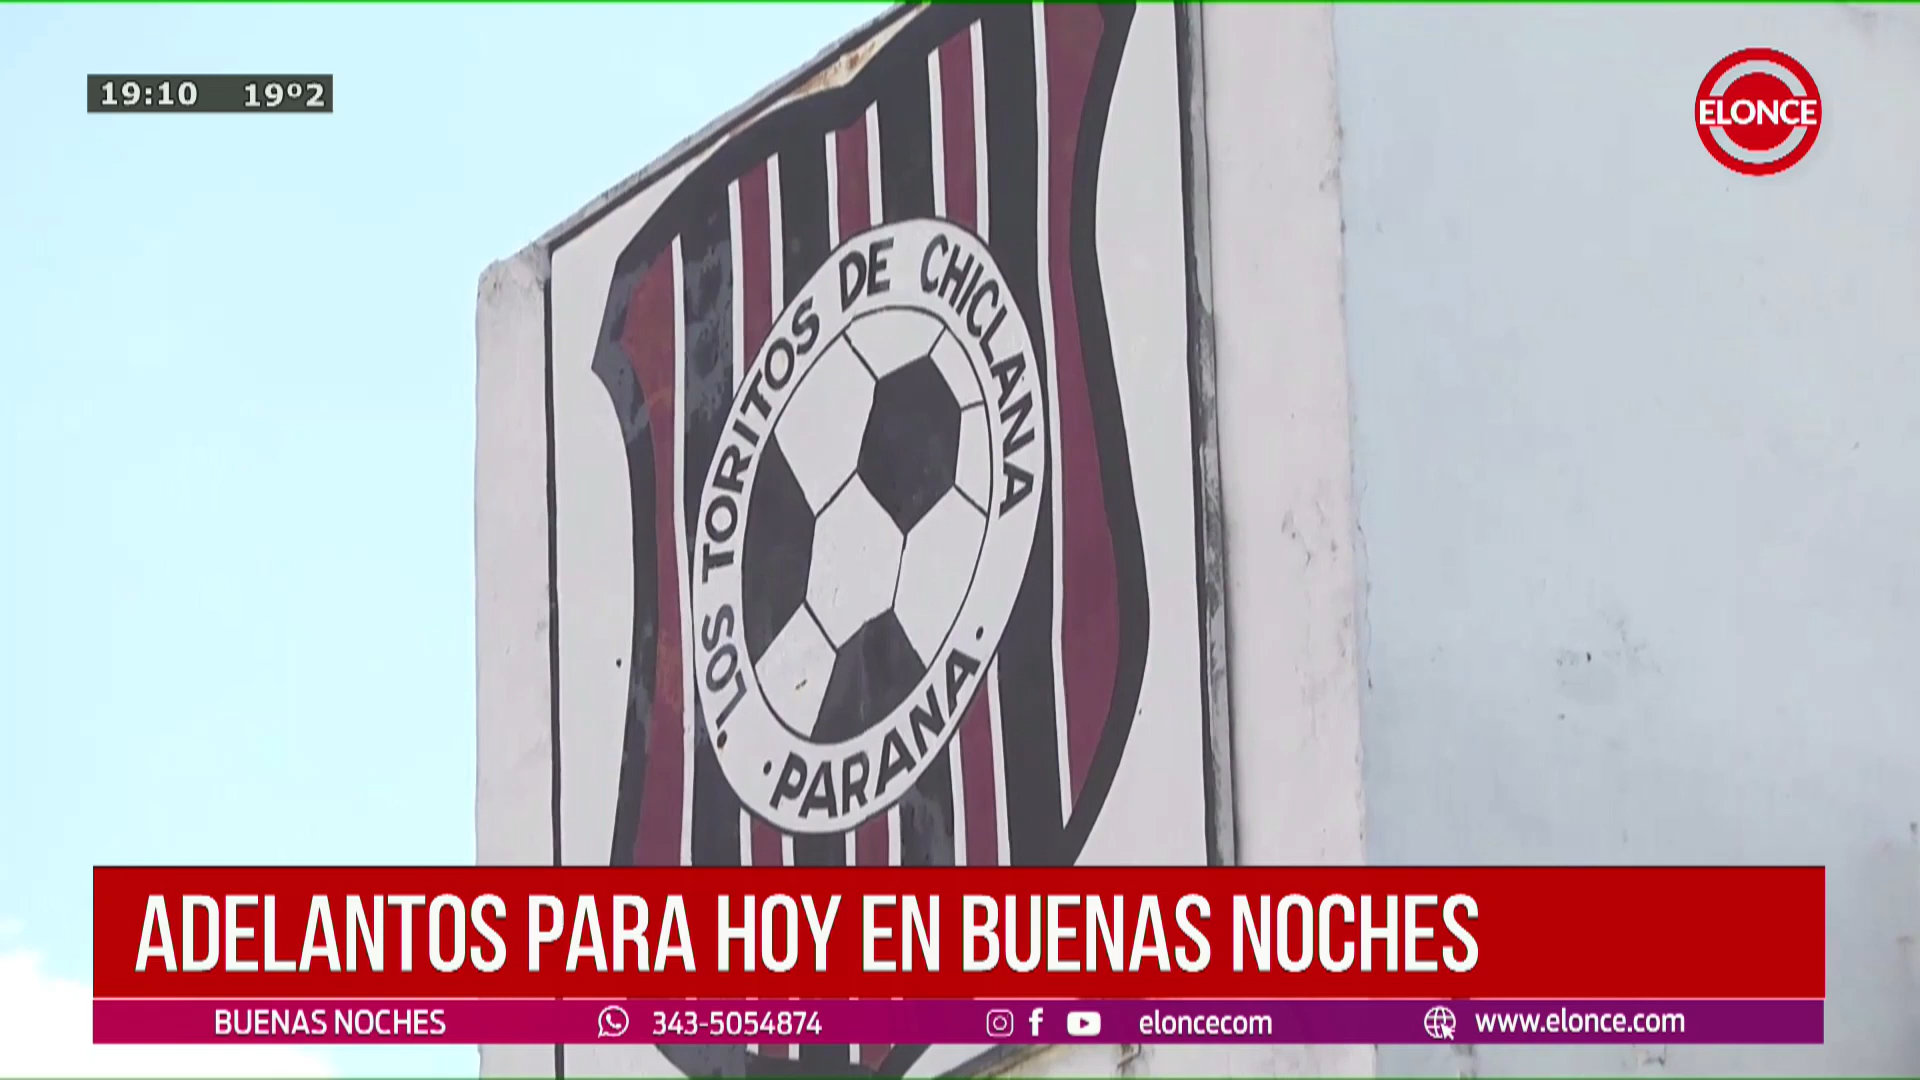 19:10 19º2
ELONCE
·LOS TORITOS DE CHICLANA·
·PARANA·
ADELANTOS PARA HOY EN BUENAS NOCHES
BUENAS NOCHES 343-5054874 eloncecom www.elonce.com